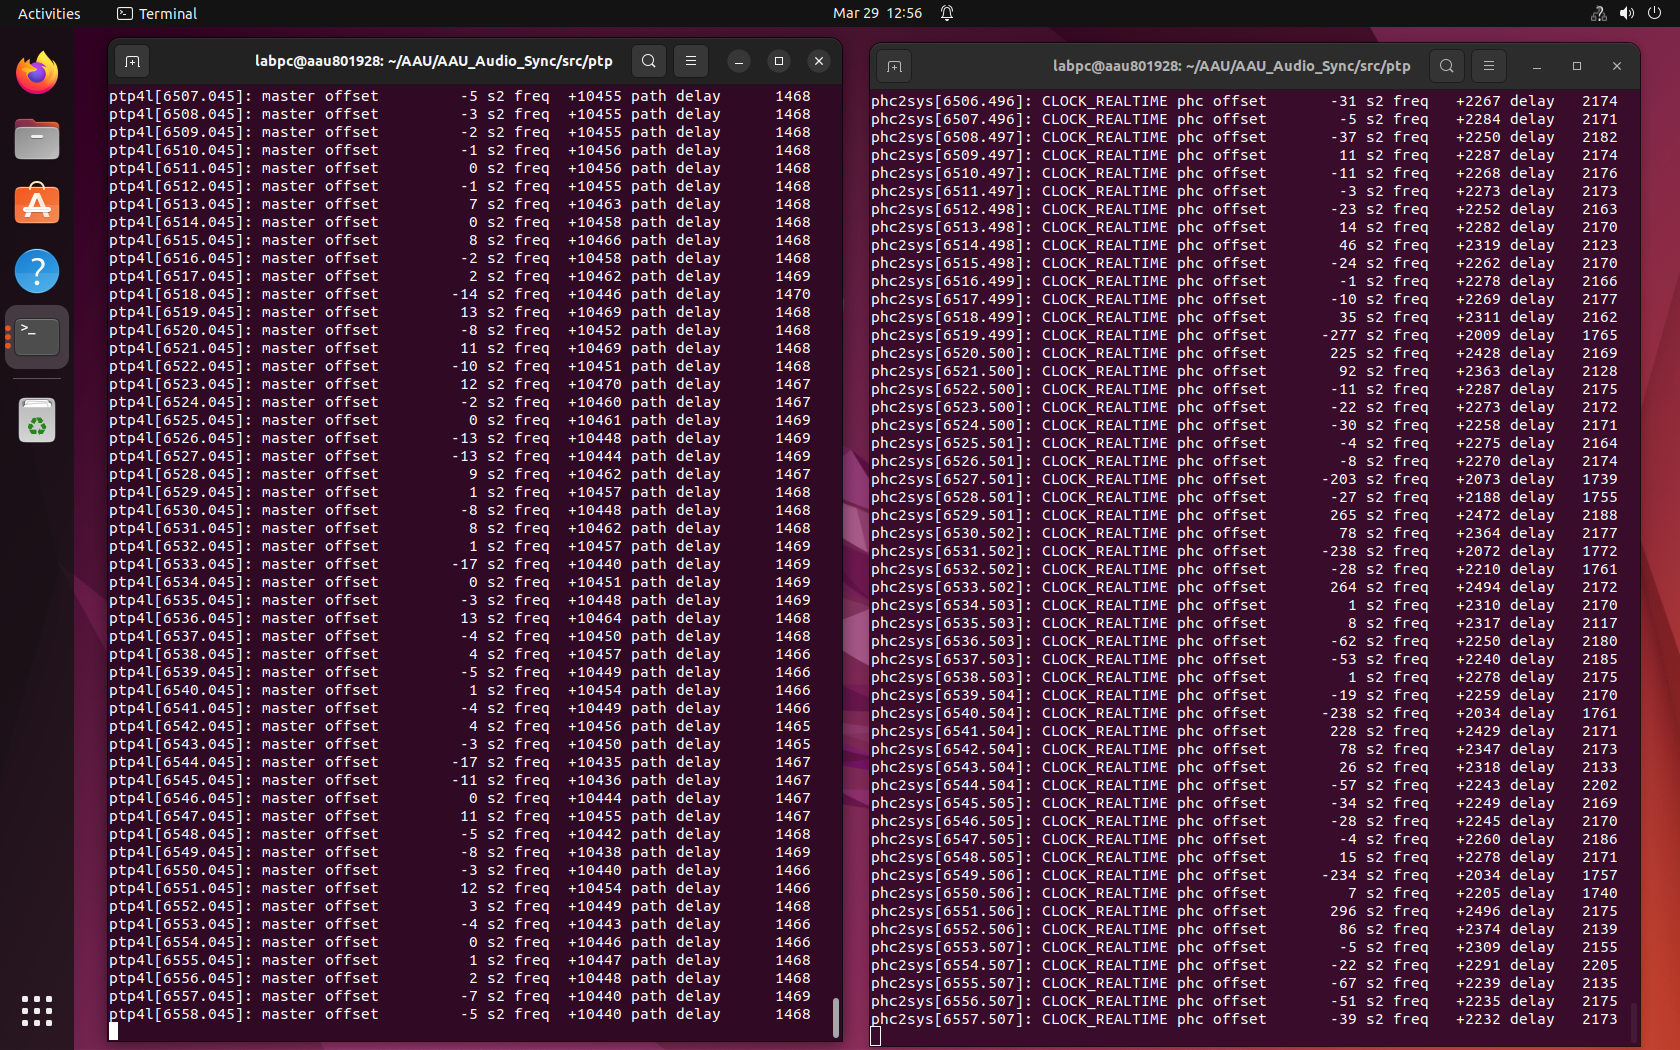 Activities
Terminal
Mar 29 12:56
labpc@aau801928: ~/AAU/AAU_Audio_Sync/src/ptp
ptp4l[6507.045]: master offset -5 s2 freq +10455 path delay 1468
ptp4l[6508.045]: master offset -3 s2 freq +10455 path delay 1468
ptp4l[6509.045]: master offset -2 s2 freq +10455 path delay 1468
ptp4l[6510.045]: master offset -1 s2 freq +10456 path delay 1468
ptp4l[6511.045]: master offset 0 s2 freq +10456 path delay 1468
ptp4l[6512.045]: master offset -1 s2 freq +10455 path delay 1468
ptp4l[6513.045]: master offset 7 s2 freq +10463 path delay 1468
ptp4l[6514.045]: master offset 0 s2 freq +10458 path delay 1468
ptp4l[6515.045]: master offset 8 s2 freq +10466 path delay 1468
ptp4l[6516.045]: master offset -2 s2 freq +10458 path delay 1468
ptp4l[6517.045]: master offset 2 s2 freq +10462 path delay 1469
ptp4l[6518.045]: master offset -14 s2 freq +10446 path delay 1470
ptp4l[6519.045]: master offset 13 s2 freq +10469 path delay 1468
ptp4l[6520.045]: master offset -8 s2 freq +10452 path delay 1468
ptp4l[6521.045]: master offset 11 s2 freq +10469 path delay 1468
ptp4l[6522.045]: master offset -10 s2 freq +10451 path delay 1468
ptp4l[6523.045]: master offset 12 s2 freq +10470 path delay 1467
ptp4l[6524.045]: master offset -2 s2 freq +10460 path delay 1467
ptp4l[6525.045]: master offset 0 s2 freq +10461 path delay 1469
ptp4l[6526.045]: master offset -13 s2 freq +10448 path delay 1469
ptp4l[6527.045]: master offset -13 s2 freq +10444 path delay 1469
ptp4l[6528.045]: master offset 9 s2 freq +10462 path delay 1467
ptp4l[6529.045]: master offset 1 s2 freq +10457 path delay 1468
ptp4l[6530.045]: master offset -8 s2 freq +10448 path delay 1468
ptp4l[6531.045]: master offset 8 s2 freq +10462 path delay 1468
ptp4l[6532.045]: master offset 1 s2 freq +10457 path delay 1469
ptp4l[6533.045]: master offset -17 s2 freq +10440 path delay 1469
ptp4l[6534.045]: master offset 0 s2 freq +10451 path delay 1469
ptp4l[6535.045]: master offset -3 s2 freq +10448 path delay 1469
ptp4l[6536.045]: master offset 13 s2 freq +10464 path delay 1468
ptp4l[6537.045]: master offset -4 s2 freq +10450 path delay 1468
ptp4l[6538.045]: master offset 4 s2 freq +10457 path delay 1466
ptp4l[6539.045]: master offset -5 s2 freq +10449 path delay 1466
ptp4l[6540.045]: master offset 1 s2 freq +10454 path delay 1466
ptp4l[6541.045]: master offset -4 s2 freq +10449 path delay 1466
ptp4l[6542.045]: master offset 4 s2 freq +10456 path delay 1465
ptp4l[6543.045]: master offset -3 s2 freq +10450 path delay 1465
ptp4l[6544.045]: master offset -17 s2 freq +10435 path delay 1467
ptp4l[6545.045]: master offset -11 s2 freq +10436 path delay 1467
ptp4l[6546.045]: master offset 0 s2 freq +10444 path delay 1467
ptp4l[6547.045]: master offset 11 s2 freq +10455 path delay 1467
ptp4l[6548.045]: master offset -5 s2 freq +10442 path delay 1468
ptp4l[6549.045]: master offset -8 s2 freq +10438 path delay 1469
ptp4l[6550.045]: master offset -3 s2 freq +10440 path delay 1466
ptp4l[6551.045]: master offset 12 s2 freq +10454 path delay 1466
ptp4l[6552.045]: master offset 3 s2 freq +10449 path delay 1468
ptp4l[6553.045]: master offset -4 s2 freq +10443 path delay 1466
ptp4l[6554.045]: master offset 0 s2 freq +10446 path delay 1466
ptp4l[6555.045]: master offset 1 s2 freq +10447 path delay 1468
ptp4l[6556.045]: master offset 2 s2 freq +10448 path delay 1468
ptp4l[6557.045]: master offset -7 s2 freq +10440 path delay 1469
ptp4l[6558.045]: master offset -5 s2 freq +10440 path delay 1468
labpc@aau801928: ~/AAU/AAU_Audio_Sync/src/ptp
phc2sys[6506.496]: CLOCK_REALTIME phc offset -31 s2 freq +2267 delay 2174
phc2sys[6507.496]: CLOCK_REALTIME phc offset -5 s2 freq +2284 delay 2171
phc2sys[6508.497]: CLOCK_REALTIME phc offset -37 s2 freq +2250 delay 2182
phc2sys[6509.497]: CLOCK_REALTIME phc offset 11 s2 freq +2287 delay 2174
phc2sys[6510.497]: CLOCK_REALTIME phc offset -11 s2 freq +2268 delay 2176
phc2sys[6511.497]: CLOCK_REALTIME phc offset -3 s2 freq +2273 delay 2173
phc2sys[6512.498]: CLOCK_REALTIME phc offset -23 s2 freq +2252 delay 2163
phc2sys[6513.498]: CLOCK_REALTIME phc offset 14 s2 freq +2282 delay 2170
phc2sys[6514.498]: CLOCK_REALTIME phc offset 46 s2 freq +2319 delay 2123
phc2sys[6515.498]: CLOCK_REALTIME phc offset -24 s2 freq +2262 delay 2170
phc2sys[6516.499]: CLOCK_REALTIME phc offset -1 s2 freq +2278 delay 2166
phc2sys[6517.499]: CLOCK_REALTIME phc offset -10 s2 freq +2269 delay 2177
phc2sys[6518.499]: CLOCK_REALTIME phc offset 35 s2 freq +2311 delay 2162
phc2sys[6519.499]: CLOCK_REALTIME phc offset -277 s2 freq +2009 delay 1765
phc2sys[6520.500]: CLOCK_REALTIME phc offset 225 s2 freq +2428 delay 2169
phc2sys[6521.500]: CLOCK_REALTIME phc offset 92 s2 freq +2363 delay 2128
phc2sys[6522.500]: CLOCK_REALTIME phc offset -11 s2 freq +2287 delay 2175
phc2sys[6523.500]: CLOCK_REALTIME phc offset -22 s2 freq +2273 delay 2172
phc2sys[6524.500]: CLOCK_REALTIME phc offset -30 s2 freq +2258 delay 2171
phc2sys[6525.501]: CLOCK_REALTIME phc offset -4 s2 freq +2275 delay 2164
phc2sys[6526.501]: CLOCK_REALTIME phc offset -8 s2 freq +2270 delay 2174
phc2sys[6527.501]: CLOCK_REALTIME phc offset -203 s2 freq +2073 delay 1739
phc2sys[6528.501]: CLOCK_REALTIME phc offset -27 s2 freq +2188 delay 1755
phc2sys[6529.501]: CLOCK_REALTIME phc offset 265 s2 freq +2472 delay 2188
phc2sys[6530.502]: CLOCK_REALTIME phc offset 78 s2 freq +2364 delay 2177
phc2sys[6531.502]: CLOCK_REALTIME phc offset -238 s2 freq +2072 delay 1772
phc2sys[6532.502]: CLOCK_REALTIME phc offset -28 s2 freq +2210 delay 1761
phc2sys[6533.502]: CLOCK_REALTIME phc offset 264 s2 freq +2494 delay 2172
phc2sys[6534.503]: CLOCK_REALTIME phc offset 1 s2 freq +2310 delay 2170
phc2sys[6535.503]: CLOCK_REALTIME phc offset 8 s2 freq +2317 delay 2117
phc2sys[6536.503]: CLOCK_REALTIME phc offset -62 s2 freq +2250 delay 2180
phc2sys[6537.503]: CLOCK_REALTIME phc offset -53 s2 freq +2240 delay 2185
phc2sys[6538.503]: CLOCK_REALTIME phc offset 1 s2 freq +2278 delay 2175
phc2sys[6539.504]: CLOCK_REALTIME phc offset -19 s2 freq +2259 delay 2170
phc2sys[6540.504]: CLOCK_REALTIME phc offset -238 s2 freq +2034 delay 1761
phc2sys[6541.504]: CLOCK_REALTIME phc offset 228 s2 freq +2429 delay 2171
phc2sys[6542.504]: CLOCK_REALTIME phc offset 78 s2 freq +2347 delay 2173
phc2sys[6543.504]: CLOCK_REALTIME phc offset 26 s2 freq +2318 delay 2133
phc2sys[6544.504]: CLOCK_REALTIME phc offset -57 s2 freq +2243 delay 2202
phc2sys[6545.505]: CLOCK_REALTIME phc offset -34 s2 freq +2249 delay 2169
phc2sys[6546.505]: CLOCK_REALTIME phc offset -28 s2 freq +2245 delay 2170
phc2sys[6547.505]: CLOCK_REALTIME phc offset -4 s2 freq +2260 delay 2186
phc2sys[6548.505]: CLOCK_REALTIME phc offset 15 s2 freq +2278 delay 2171
phc2sys[6549.506]: CLOCK_REALTIME phc offset -234 s2 freq +2034 delay 1757
phc2sys[6550.506]: CLOCK_REALTIME phc offset 7 s2 freq +2205 delay 1740
phc2sys[6551.506]: CLOCK_REALTIME phc offset 296 s2 freq +2496 delay 2175
phc2sys[6552.506]: CLOCK_REALTIME phc offset 86 s2 freq +2374 delay 2139
phc2sys[6553.507]: CLOCK_REALTIME phc offset -5 s2 freq +2309 delay 2155
phc2sys[6554.507]: CLOCK_REALTIME phc offset -22 s2 freq +2291 delay 2205
phc2sys[6555.507]: CLOCK_REALTIME phc offset -67 s2 freq +2239 delay 2135
phc2sys[6556.507]: CLOCK_REALTIME phc offset -51 s2 freq +2235 delay 2175
phc2sys[6557.507]: CLOCK_REALTIME phc offset -39 s2 freq +2232 delay 2173